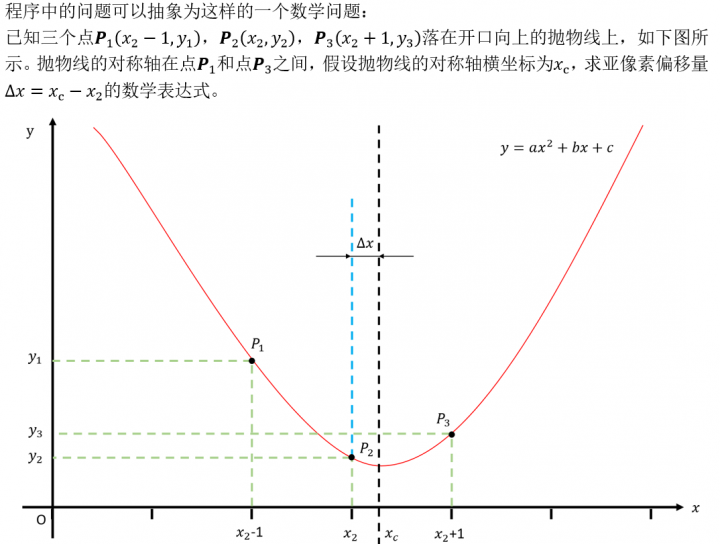 程序中的问题可以抽象为这样的一个数学问题：
已知三个点P₁(x₂ − 1, y₁)，P₂(x₂, y₂)，P₃(x₂ + 1, y₃)落在开口向上的抛物线上，如下图所
示。抛物线的对称轴在点P₁和点P₃之间，假设抛物线的对称轴横坐标为x_c，求亚像素偏移量
Δx = x_c − x₂的数学表达式。
y
y = ax² + bx + c
Δx
P₁
y₁
P₃
y₃
P₂
y₂
O
x
x₂-1
x₂
x_c
x₂+1